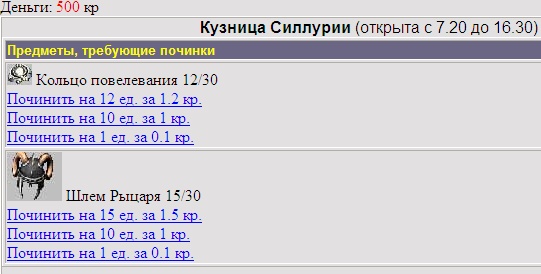 Деньги: 500 кр
Кузница Силлурии (открыта с 7.20 до 16.30)
Предметы, требующие починки
Кольцо повелевания 12/30
Починить на 12 ед. за 1.2 кр.
Починить на 10 ед. за 1 кр.
Починить на 1 ед. за 0.1 кр.
Шлем Рыцаря 15/30
Починить на 15 ед. за 1.5 кр.
Починить на 10 ед. за 1 кр.
Починить на 1 ед. за 0.1 кр.